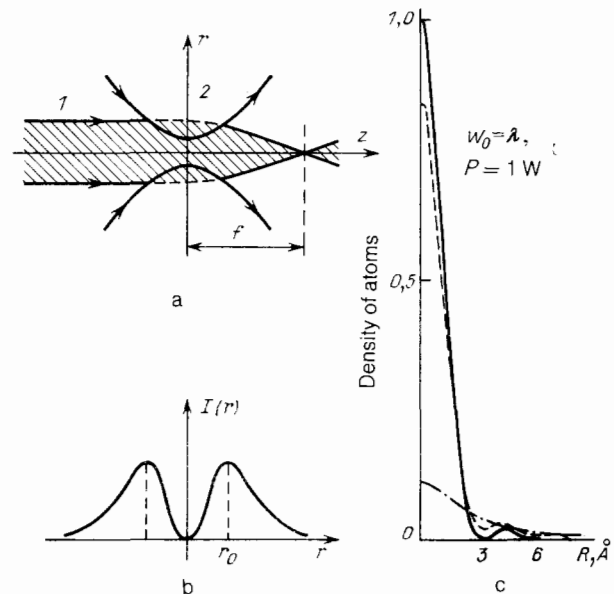 r
1
2
z
f
a
I(r)
r₀
r
b
1,0
w₀=ƛ,
P = 1 W
Density of atoms
0,5
0
3
6
R, Å
c